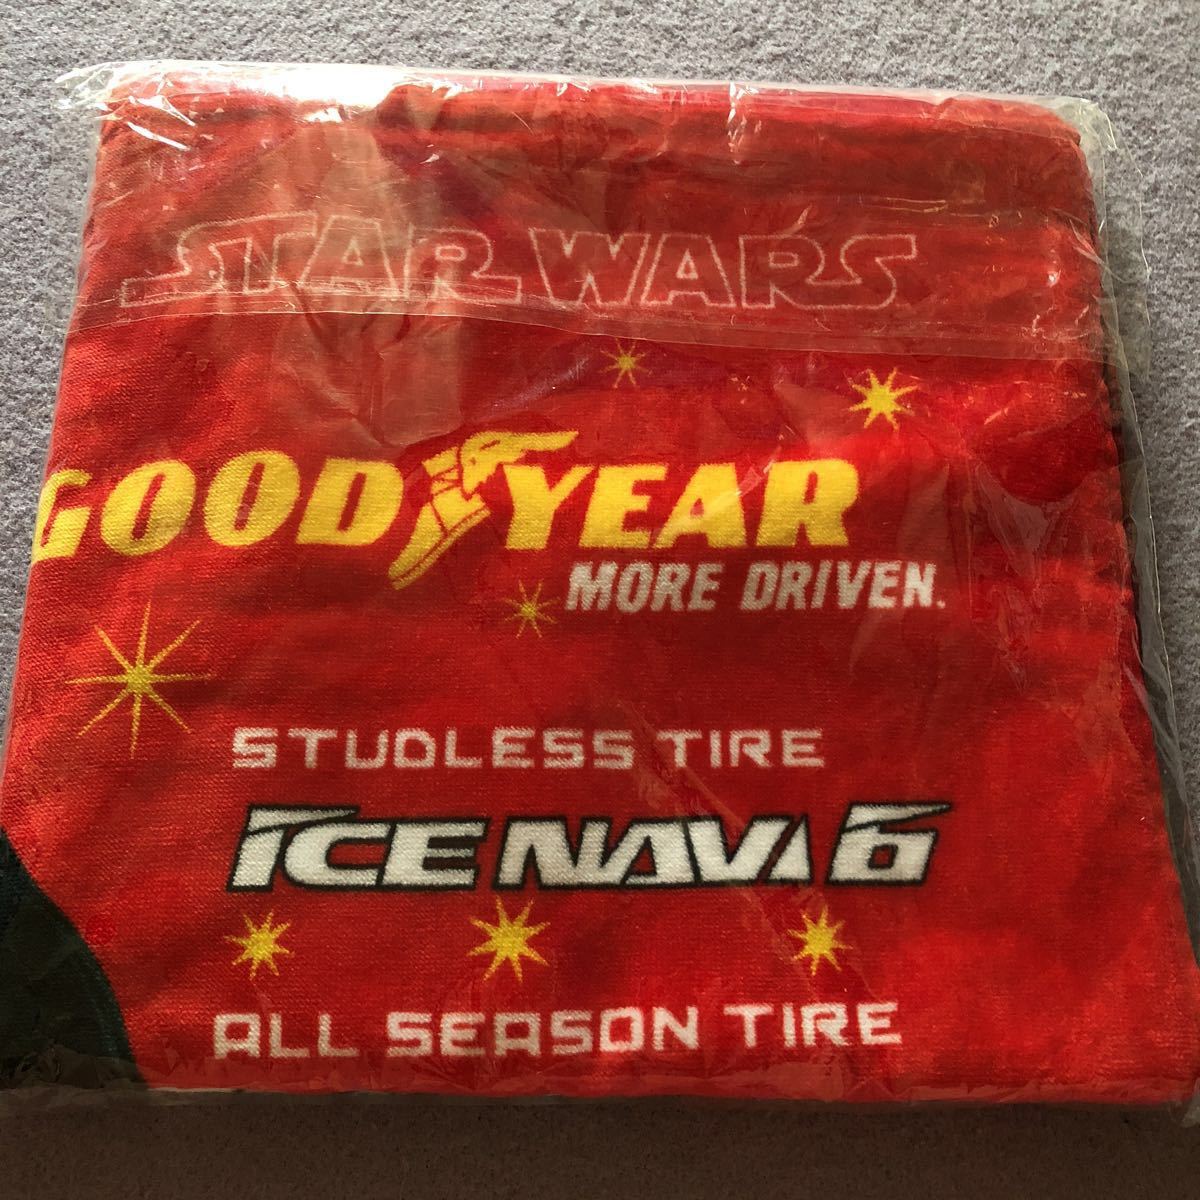 STAR WARS
GOODYEAR
MORE DRIVEN.
STUDLESS TIRE
ICE NAVI 6
ALL SEASON TIRE